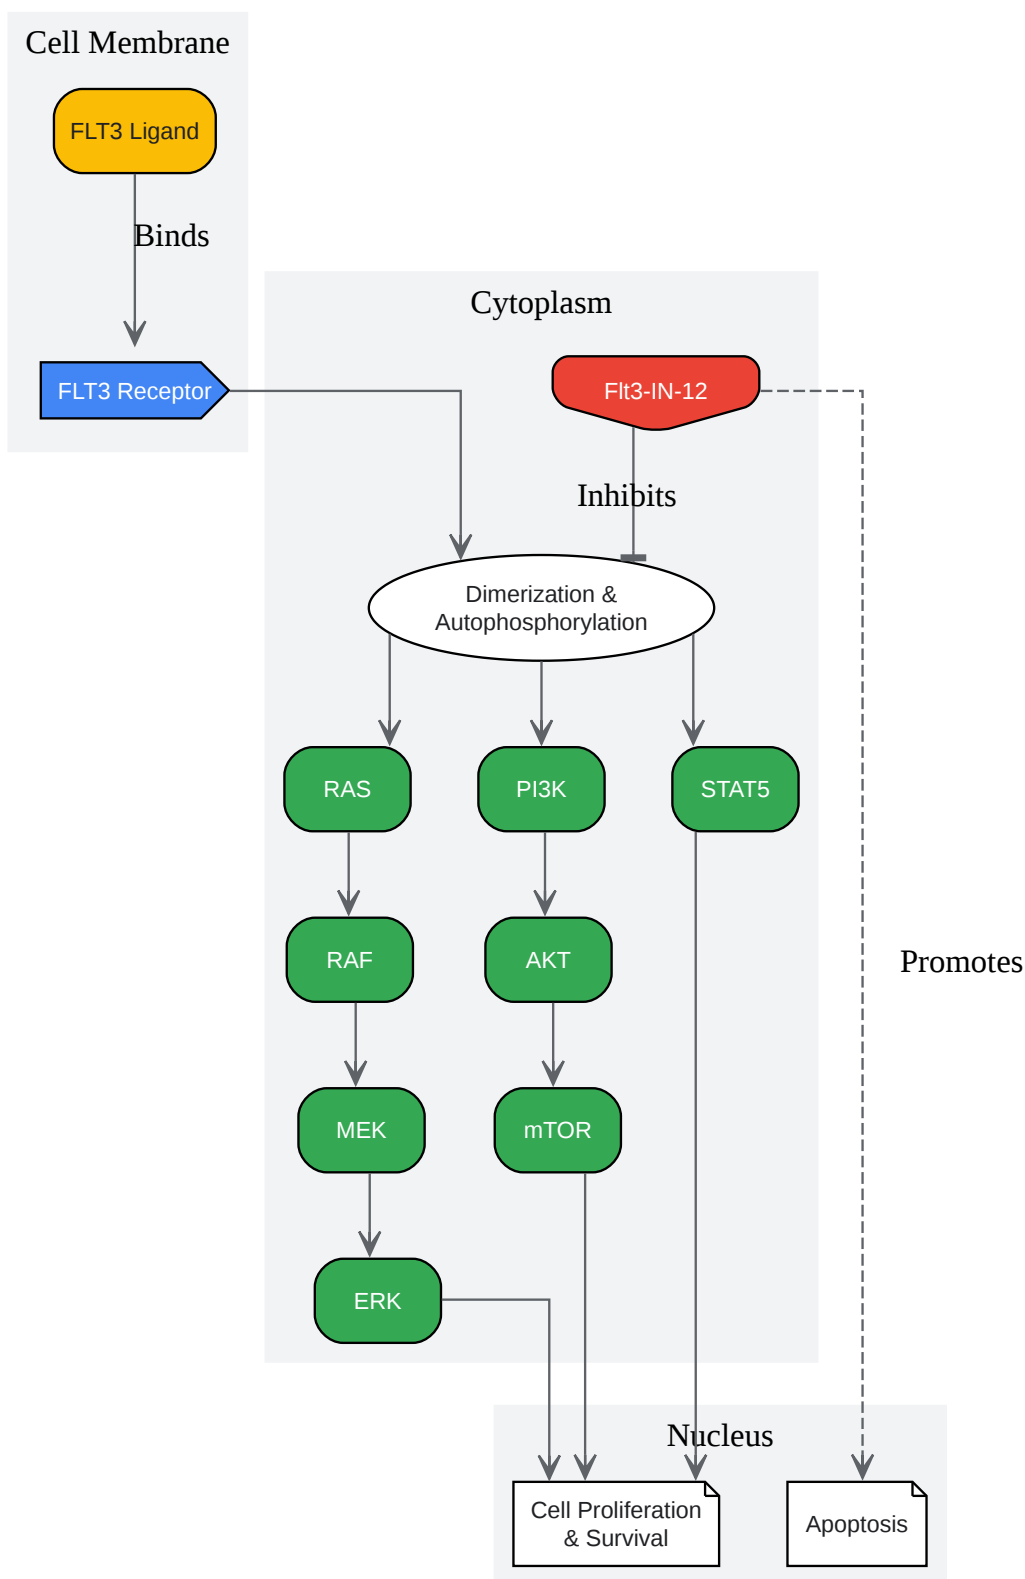 Cell Membrane
FLT3 Ligand
Binds
FLT3 Receptor
Cytoplasm
Flt3-IN-12
Inhibits
Dimerization &
Autophosphorylation
RAS
PI3K
STAT5
RAF
AKT
Promotes
MEK
mTOR
ERK
Nucleus
Cell Proliferation
& Survival
Apoptosis